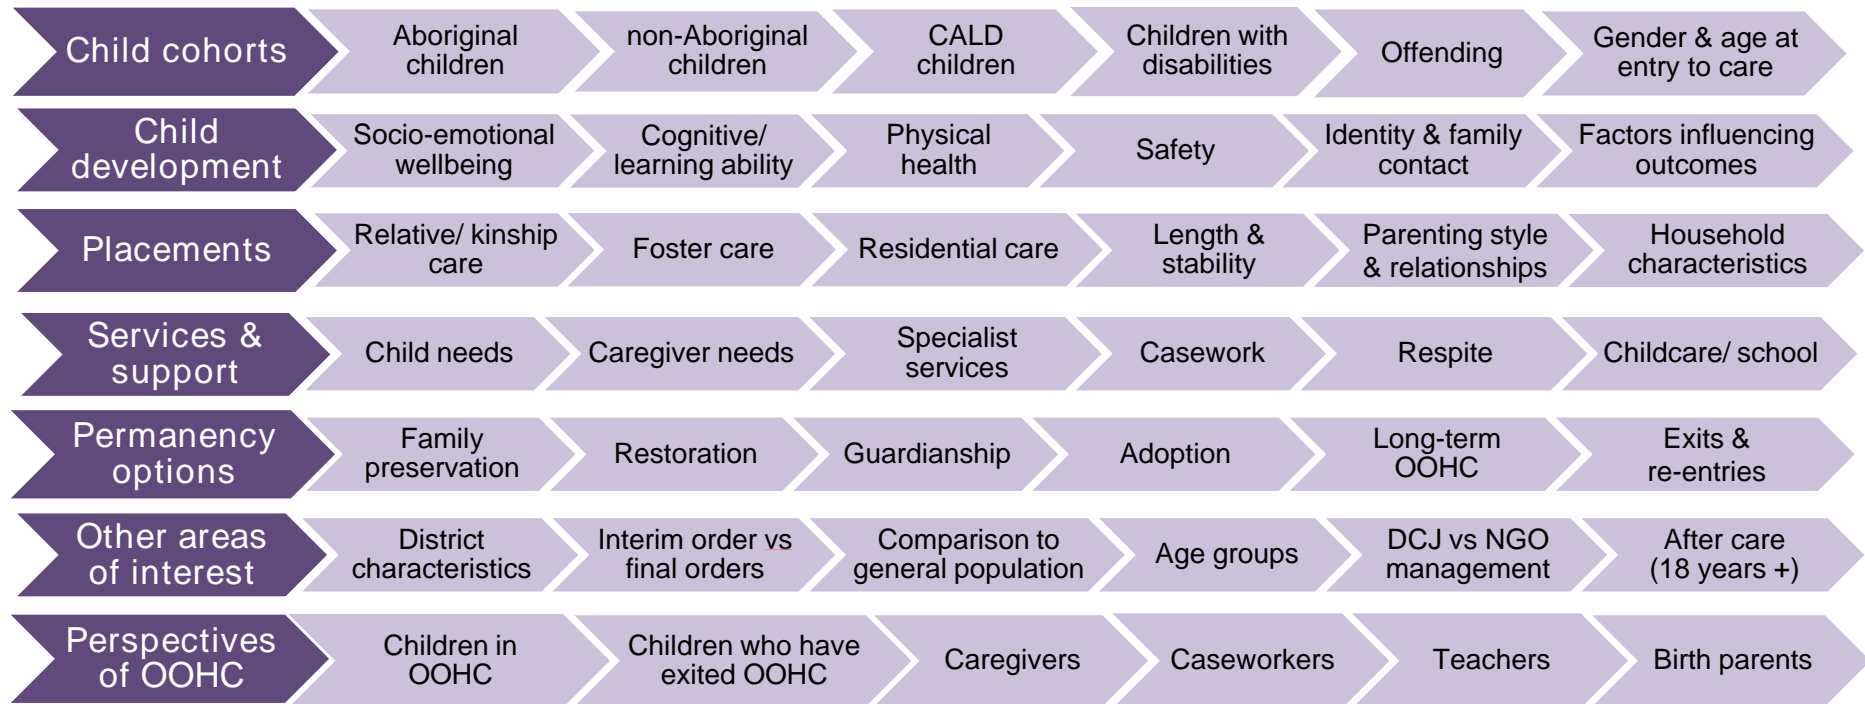 Child cohorts
Aboriginal
children
non-Aboriginal
children
CALD
children
Children with
disabilities
Offending
Gender & age at
entry to care
Child
development
Socio-emotional
wellbeing
Cognitive/
learning ability
Physical
health
Safety
Identity & family
contact
Factors influencing
outcomes
Placements
Relative/ kinship
care
Foster care
Residential care
Length &
stability
Parenting style
& relationships
Household
characteristics
Services &
support
Child needs
Caregiver needs
Specialist
services
Casework
Respite
Childcare/ school
Permanency
options
Family
preservation
Restoration
Guardianship
Adoption
Long-term
OOHC
Exits &
re-entries
Other areas
of interest
District
characteristics
Interim order vs
final orders
Comparison to
general population
Age groups
DCJ vs NGO
management
After care
(18 years +)
Perspectives
of OOHC
Children in
OOHC
Children who have
exited OOHC
Caregivers
Caseworkers
Teachers
Birth parents